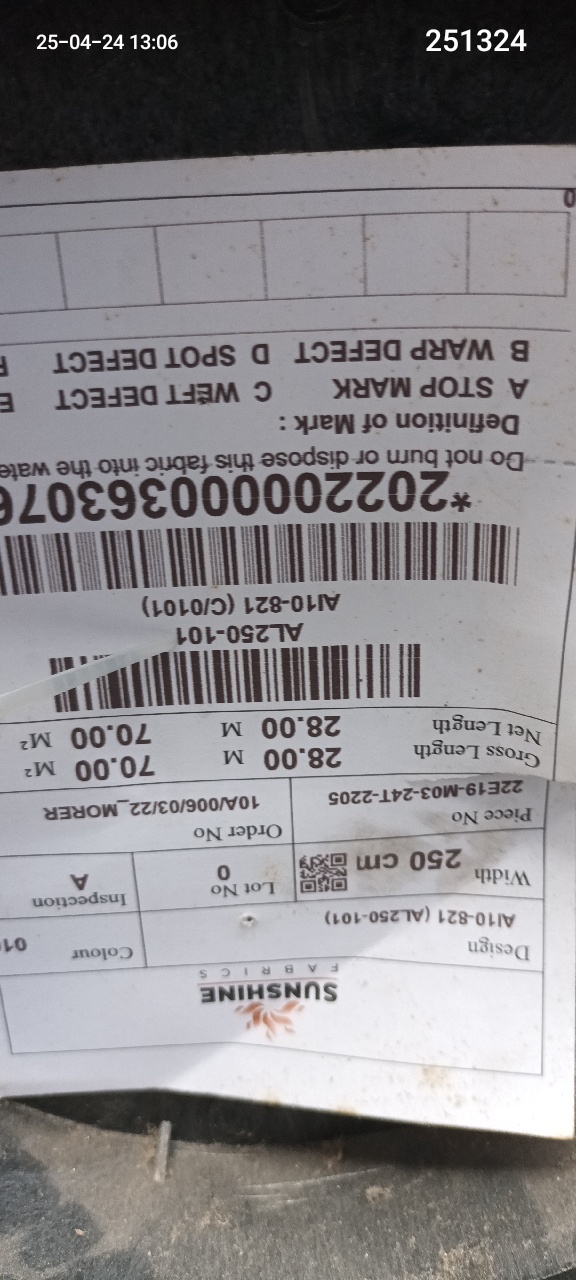 25-04-24 13:06
251324
SUNSHINE
FABRICS
Design
AI10-821 (AL250-101)
Colour
Width 250 cm
Lot No
0
Inspection
A
Piece No
22E19-M03-24T-2205
Order No
10A/006/03/22_MORER
Gross Length 28.00 M 70.00 M²
Net Length 28.00 M 70.00 M²
AL250-101
AI10-821 (C/0101)
Do not burn or dispose this fabric into the
Definition of Mark :
A STOP MARK C WEFT DEFECT E
B WARP DEFECT D SPOT DEFECT